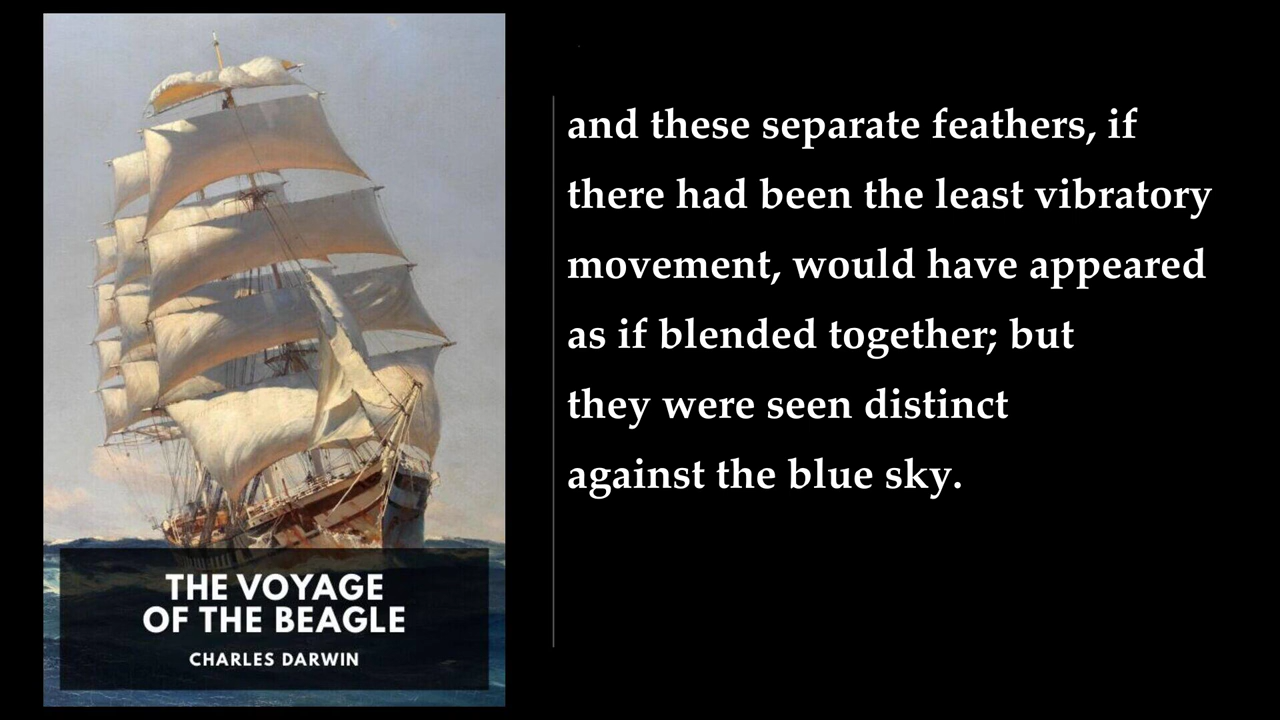 THE VOYAGE
OF THE BEAGLE
CHARLES DARWIN
and these separate feathers, if
there had been the least vibratory
movement, would have appeared
as if blended together; but
they were seen distinct
against the blue sky.